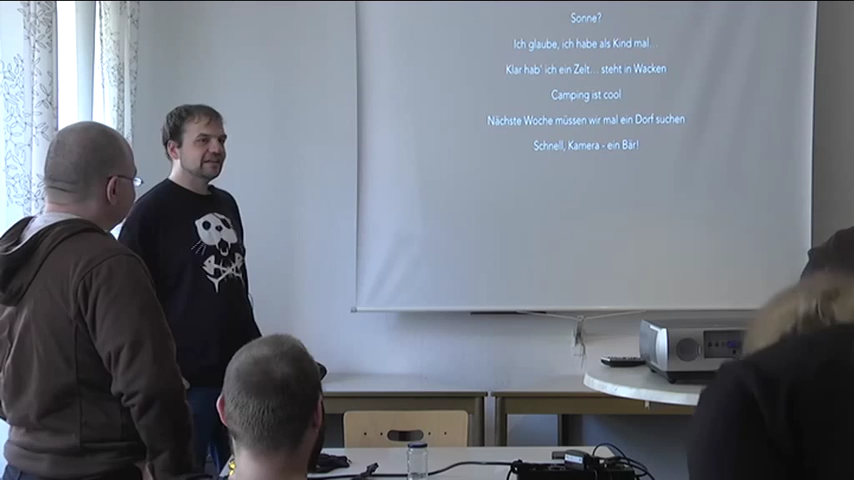 Sonne?
Ich glaube, ich habe als Kind mal...
Klar hab' ich ein Zelt... steht in Wacken
Camping ist cool
Nächste Woche müssen wir mal ein Dorf suchen
Schnell, Kamera - ein Bär!